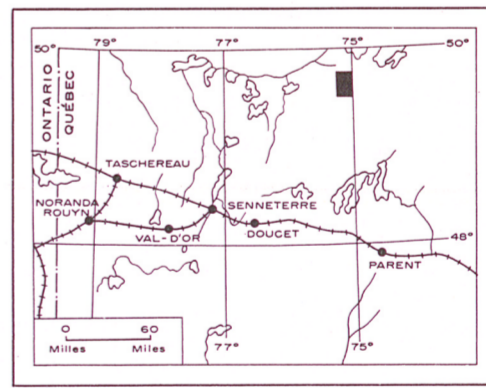 50° 79° 77° 75° 50°
ONTARIO
QUÉBEC
TASCHEREAU
NORANDA
ROUYN
SENNETERRE
VAL-D'OR
DOUCET
48°
PARENT
0 60
Milles Miles
77° 75°